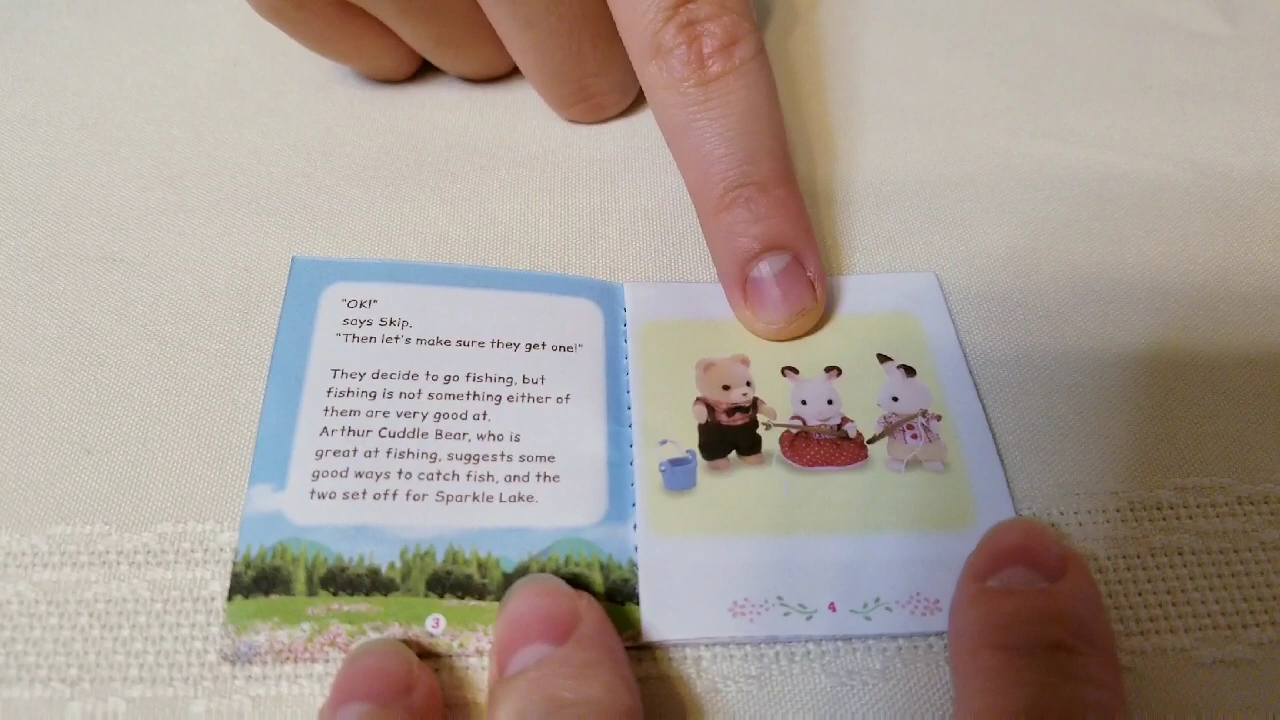 "OK!"
says Skip.
"Then let's make sure they get one!"
They decide to go fishing, but
fishing is not something either of
them are very good at.
Arthur Cuddle Bear, who is
great at fishing, suggests some
good ways to catch fish, and the
two set off for Sparkle Lake.
3
4